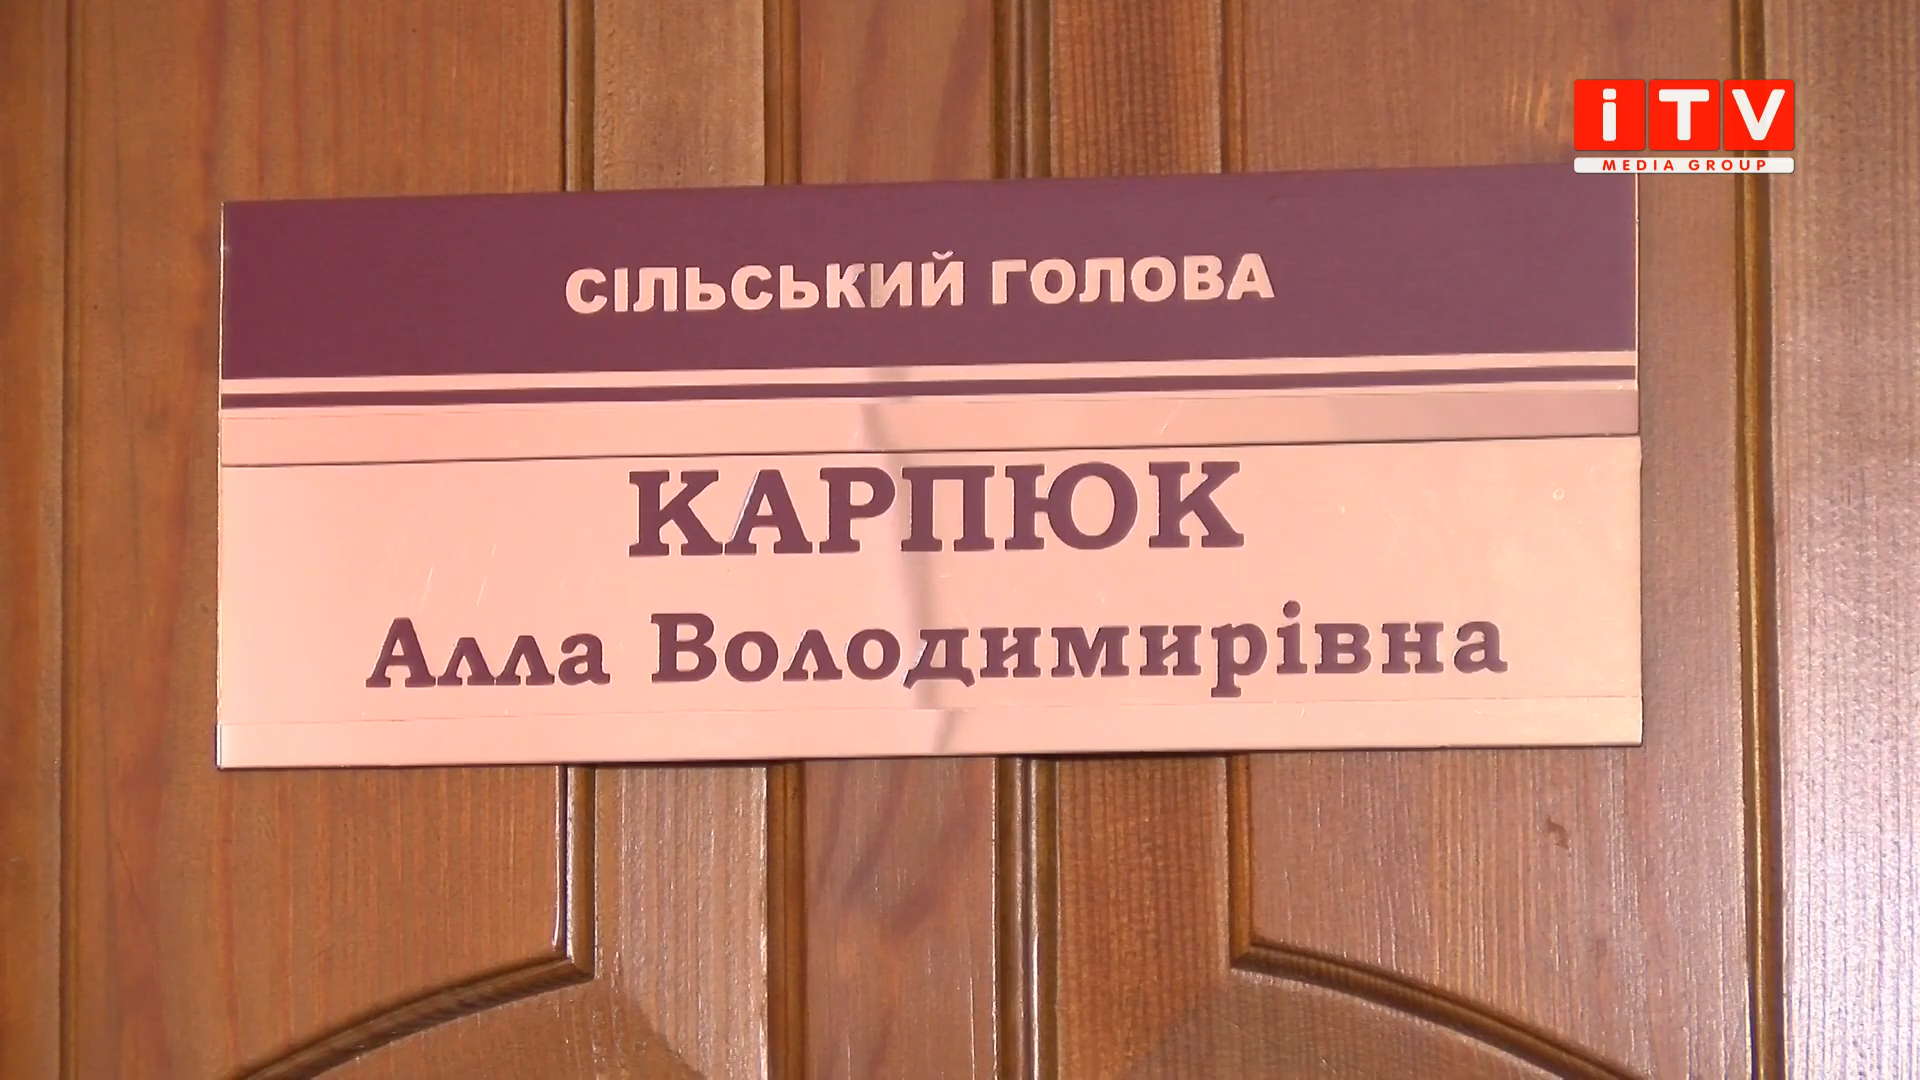 iTV
MEDIA GROUP
СІЛЬСЬКИЙ ГОЛОВА
КАРПЮК
Алла Володимирівна